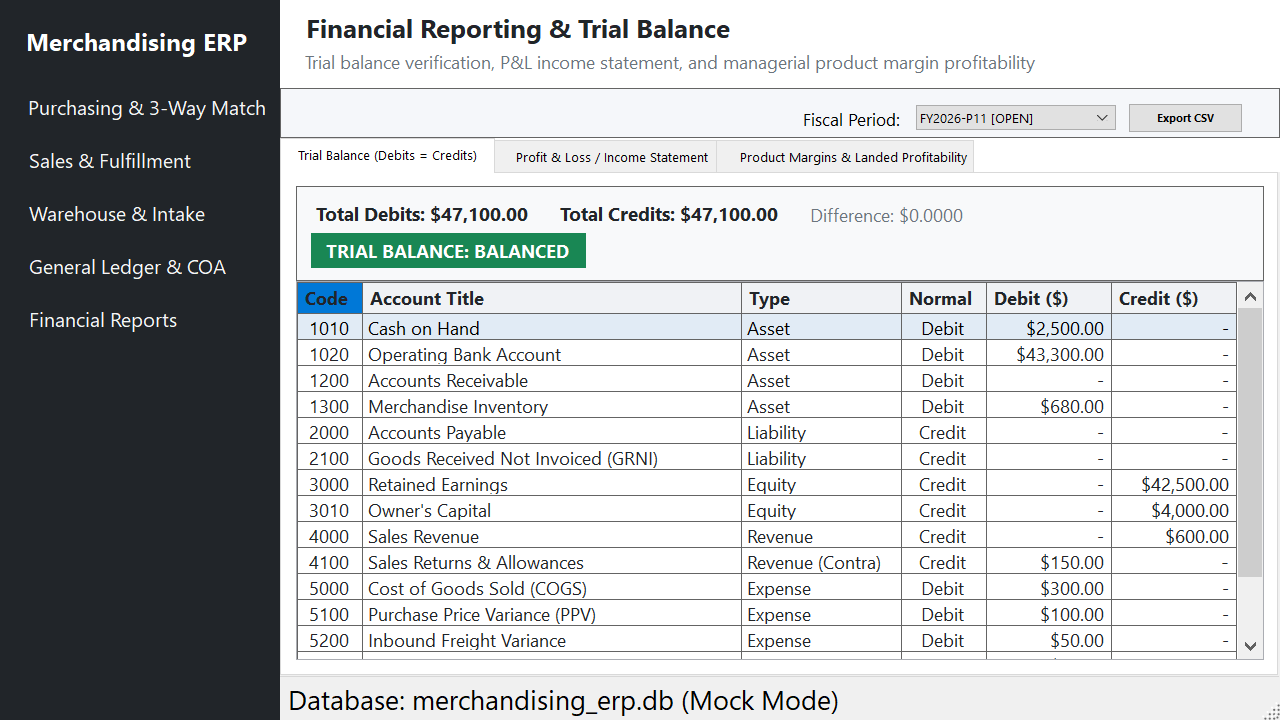 Merchandising ERP
Purchasing & 3-Way Match
Sales & Fulfillment
Warehouse & Intake
General Ledger & COA
Financial Reports
Financial Reporting & Trial Balance
Trial balance verification, P&L income statement, and managerial product margin profitability
Fiscal Period: FY2026-P11 [OPEN] Export CSV
Trial Balance (Debits = Credits) Profit & Loss / Income Statement Product Margins & Landed Profitability
Total Debits: $47,100.00 Total Credits: $47,100.00 Difference: $0.0000
TRIAL BALANCE: BALANCED
Code Account Title Type Normal Debit ($) Credit ($)
1010 Cash on Hand Asset Debit $2,500.00 -
1020 Operating Bank Account Asset Debit $43,300.00 -
1200 Accounts Receivable Asset Debit - -
1300 Merchandise Inventory Asset Debit $680.00 -
2000 Accounts Payable Liability Credit - -
2100 Goods Received Not Invoiced (GRNI) Liability Credit - -
3000 Retained Earnings Equity Credit - $42,500.00
3010 Owner's Capital Equity Credit - $4,000.00
4000 Sales Revenue Revenue Credit - $600.00
4100 Sales Returns & Allowances Revenue (Contra) Credit $150.00 -
5000 Cost of Goods Sold (COGS) Expense Debit $300.00 -
5100 Purchase Price Variance (PPV) Expense Debit $100.00 -
5200 Inbound Freight Variance Expense Debit $50.00 -
Database: merchandising_erp.db (Mock Mode)